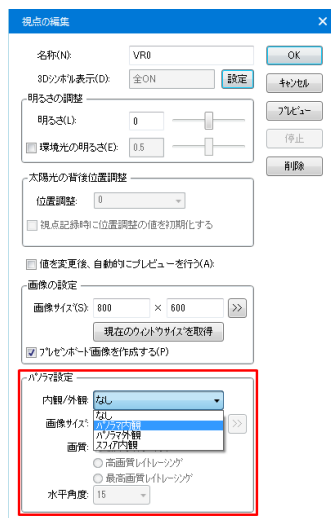 視点の編集
名称(N): VR0 OK
3Dシンボル表示(D): 全ON 設定 キャンセル
明るさの調整 プレビュー
明るさ(L): 0 停止
環境光の明るさ(E): 0.5 削除
太陽光の背後位置調整
位置調整: 0
視点記録時に位置調整の値を初期化する
値を変更後、自動的にプレビューを行う(A):
画像の設定
画像サイズ(S): 800 × 600 >>
現在のウィンドウサイズを取得
プレゼンボード画像を作成する(P)
パノラマ設定
内観/外観: なし
なし
画像サイズ: パノラマ内観 >>
パノラマ外観
画質: スフィア内観
高画質レイトレーシング
最高画質レイトレーシング
水平角度: 15